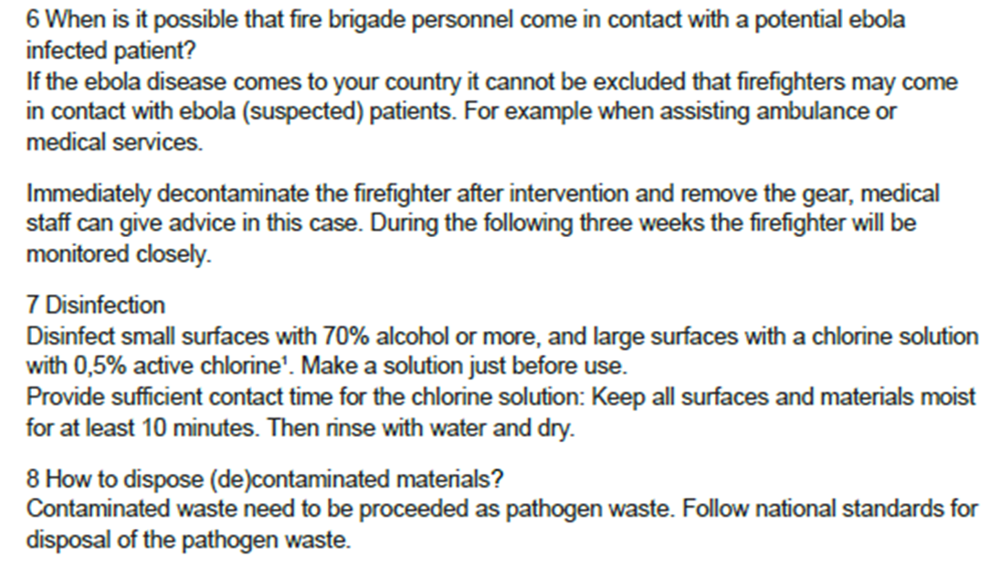 6 When is it possible that fire brigade personnel come in contact with a potential ebola
infected patient?
If the ebola disease comes to your country it cannot be excluded that firefighters may come
in contact with ebola (suspected) patients. For example when assisting ambulance or
medical services.
Immediately decontaminate the firefighter after intervention and remove the gear, medical
staff can give advice in this case. During the following three weeks the firefighter will be
monitored closely.
7 Disinfection
Disinfect small surfaces with 70% alcohol or more, and large surfaces with a chlorine solution
with 0,5% active chlorine¹. Make a solution just before use.
Provide sufficient contact time for the chlorine solution: Keep all surfaces and materials moist
for at least 10 minutes. Then rinse with water and dry.
8 How to dispose (de)contaminated materials?
Contaminated waste need to be proceeded as pathogen waste. Follow national standards for
disposal of the pathogen waste.